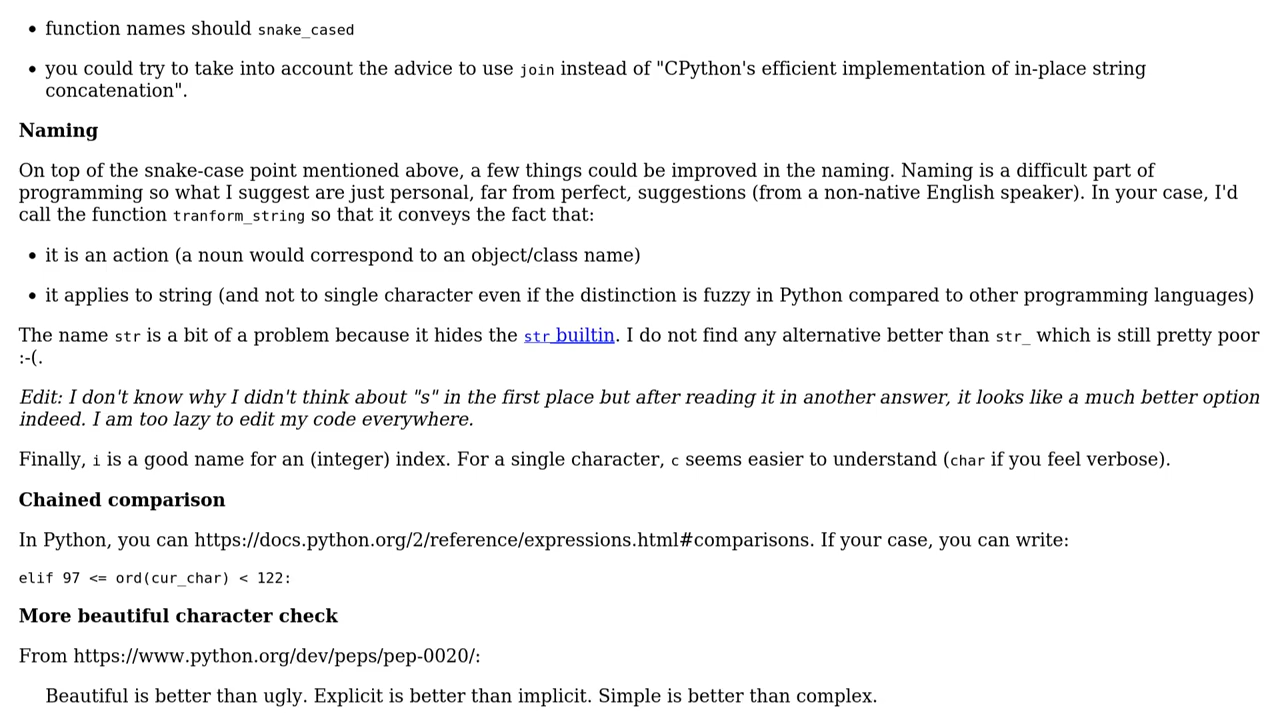 • function names should snake_cased
• you could try to take into account the advice to use join instead of "CPython's efficient implementation of in-place string
concatenation".
Naming
On top of the snake-case point mentioned above, a few things could be improved in the naming. Naming is a difficult part of
programming so what I suggest are just personal, far from perfect, suggestions (from a non-native English speaker). In your case, I'd
call the function tranform_string so that it conveys the fact that:
• it is an action (a noun would correspond to an object/class name)
• it applies to string (and not to single character even if the distinction is fuzzy in Python compared to other programming languages)
The name str is a bit of a problem because it hides the str builtin. I do not find any alternative better than str_ which is still pretty poor
:-(.
Edit: I don't know why I didn't think about "s" in the first place but after reading it in another answer, it looks like a much better option
indeed. I am too lazy to edit my code everywhere.
Finally, i is a good name for an (integer) index. For a single character, c seems easier to understand (char if you feel verbose).
Chained comparison
In Python, you can https://docs.python.org/2/reference/expressions.html#comparisons. If your case, you can write:
elif 97 <= ord(cur_char) < 122:
More beautiful character check
From https://www.python.org/dev/peps/pep-0020/:
Beautiful is better than ugly. Explicit is better than implicit. Simple is better than complex.